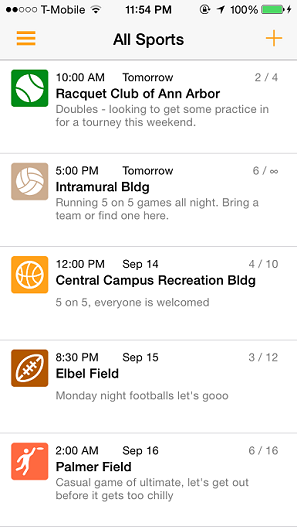 T-Mobile 11:54 PM 100%
All Sports
10:00 AM Tomorrow 2 / 4
Racquet Club of Ann Arbor
Doubles - looking to get some practice in
for a tourney this weekend.
5:00 PM Tomorrow 6 / ∞
Intramural Bldg
Running 5 on 5 games all night. Bring a
team or find one here.
12:00 PM Sep 14 4 / 10
Central Campus Recreation Bldg
5 on 5, everyone is welcomed
8:30 PM Sep 15 3 / 12
Elbel Field
Monday night footballs let's gooo
2:00 AM Sep 16 6 / 16
Palmer Field
Casual game of ultimate, let's get out
before it gets too chilly